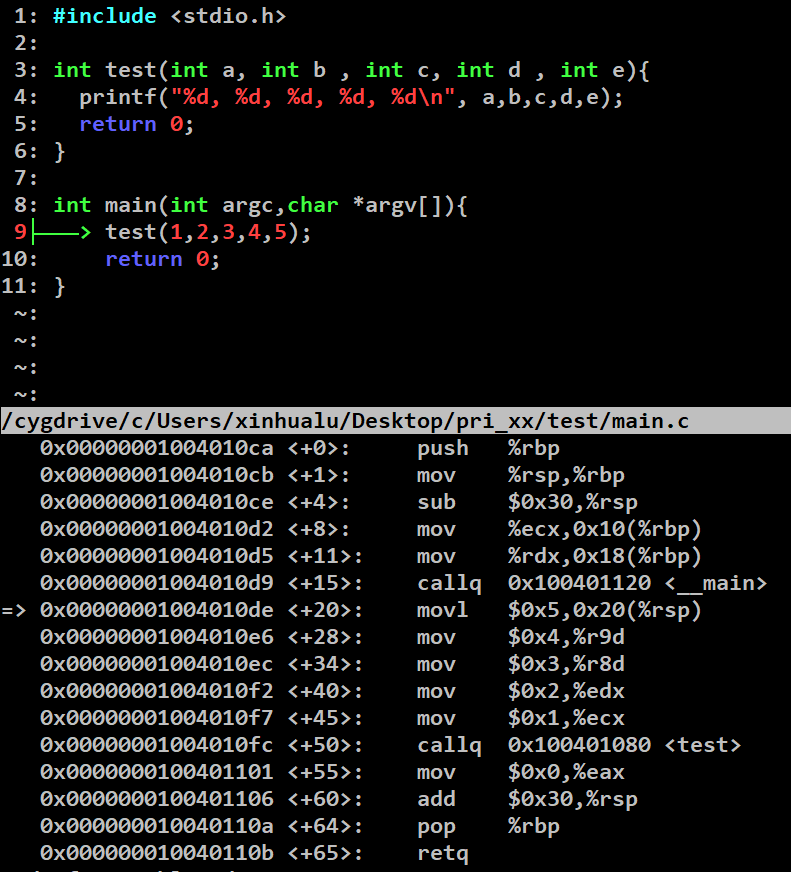 1: #include <stdio.h>
2:
3: int test(int a, int b , int c, int d , int e){
4:   printf("%d, %d, %d, %d, %d\n", a,b,c,d,e);
5:   return 0;
6: }
7:
8: int main(int argc,char *argv[]){
9 test(1,2,3,4,5);
10:     return 0;
11: }
~:
~:
~:
~:
/cygdrive/c/Users/xinhualu/Desktop/pri_xx/test/main.c
0x00000001004010ca <+0>:     push   %rbp
0x00000001004010cb <+1>:     mov    %rsp,%rbp
0x00000001004010ce <+4>:     sub    $0x30,%rsp
0x00000001004010d2 <+8>:     mov    %ecx,0x10(%rbp)
0x00000001004010d5 <+11>:    mov    %rdx,0x18(%rbp)
0x00000001004010d9 <+15>:    callq  0x100401120 <__main>
=> 0x00000001004010de <+20>:    movl   $0x5,0x20(%rsp)
0x00000001004010e6 <+28>:    mov    $0x4,%r9d
0x00000001004010ec <+34>:    mov    $0x3,%r8d
0x00000001004010f2 <+40>:    mov    $0x2,%edx
0x00000001004010f7 <+45>:    mov    $0x1,%ecx
0x00000001004010fc <+50>:    callq  0x100401080 <test>
0x0000000100401101 <+55>:    mov    $0x0,%eax
0x0000000100401106 <+60>:    add    $0x30,%rsp
0x000000010040110a <+64>:    pop    %rbp
0x000000010040110b <+65>:    retq